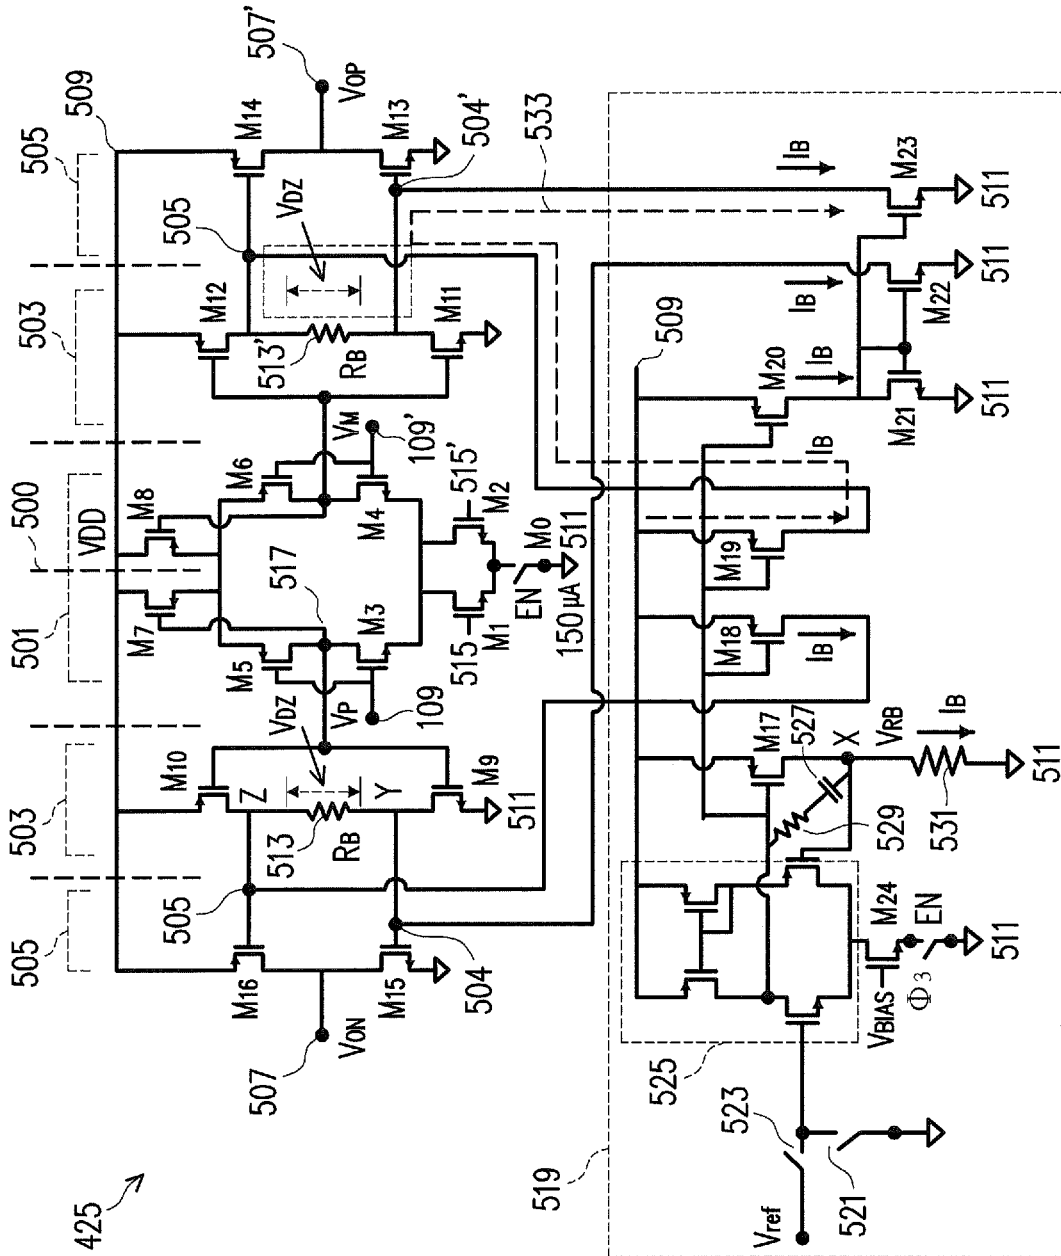 425
505
503
501
500
503
505
509
507'
VDD
M16
M10
M7
M8
M12
M14
VOP
Z
VDZ
M5
517
M6
VM
505
VDZ
VON
507
505
513
RB
Y
VP
109
M3
M4
109'
513'
RB
M13
504'
M15
504
M9
511
515
M1
515'
M2
EN
M0
150 µA
511
M11
533
519
509
525
M17
M18
IB
M19
IB
M20
IB
IB
IB
Vref
523
521
VBIAS
Φ3
M24
EN
511
529
527
X
VRB
531
IB
511
M21
511
M22
511
M23
511